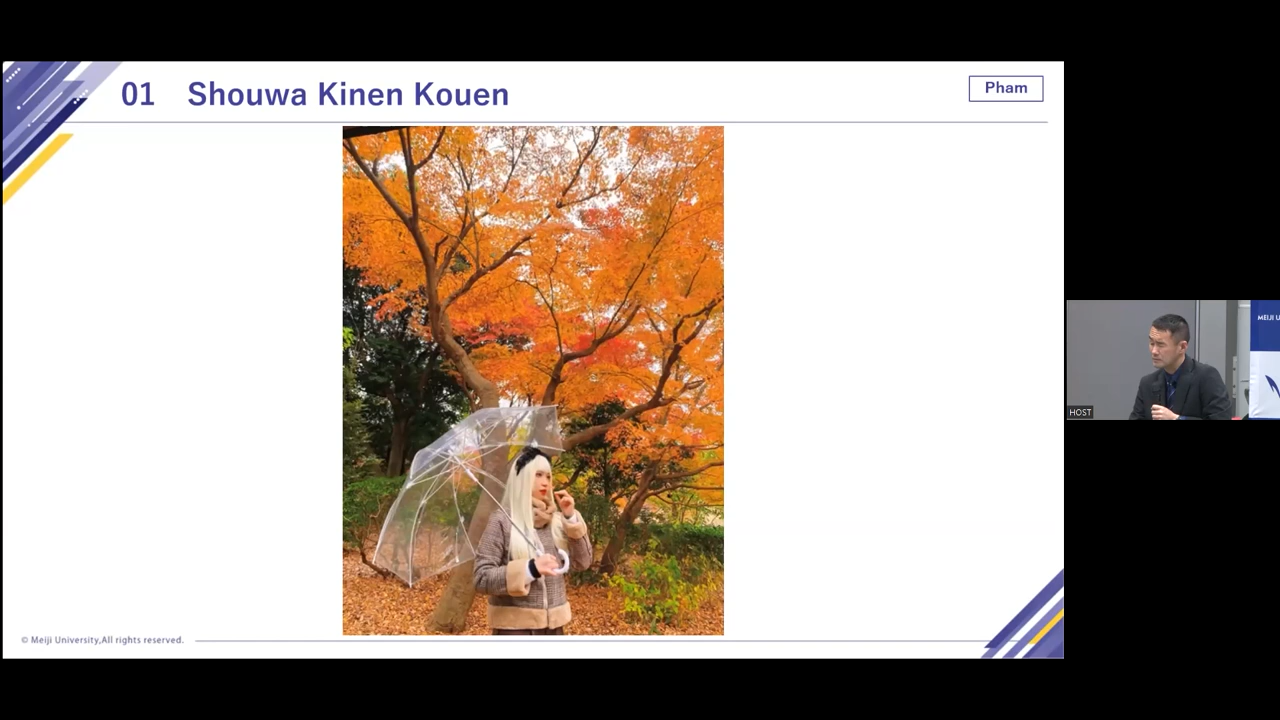 01 Shouwa Kinen Kouen
Pham
MEIJI U
HOST
© Meiji University,All rights reserved.